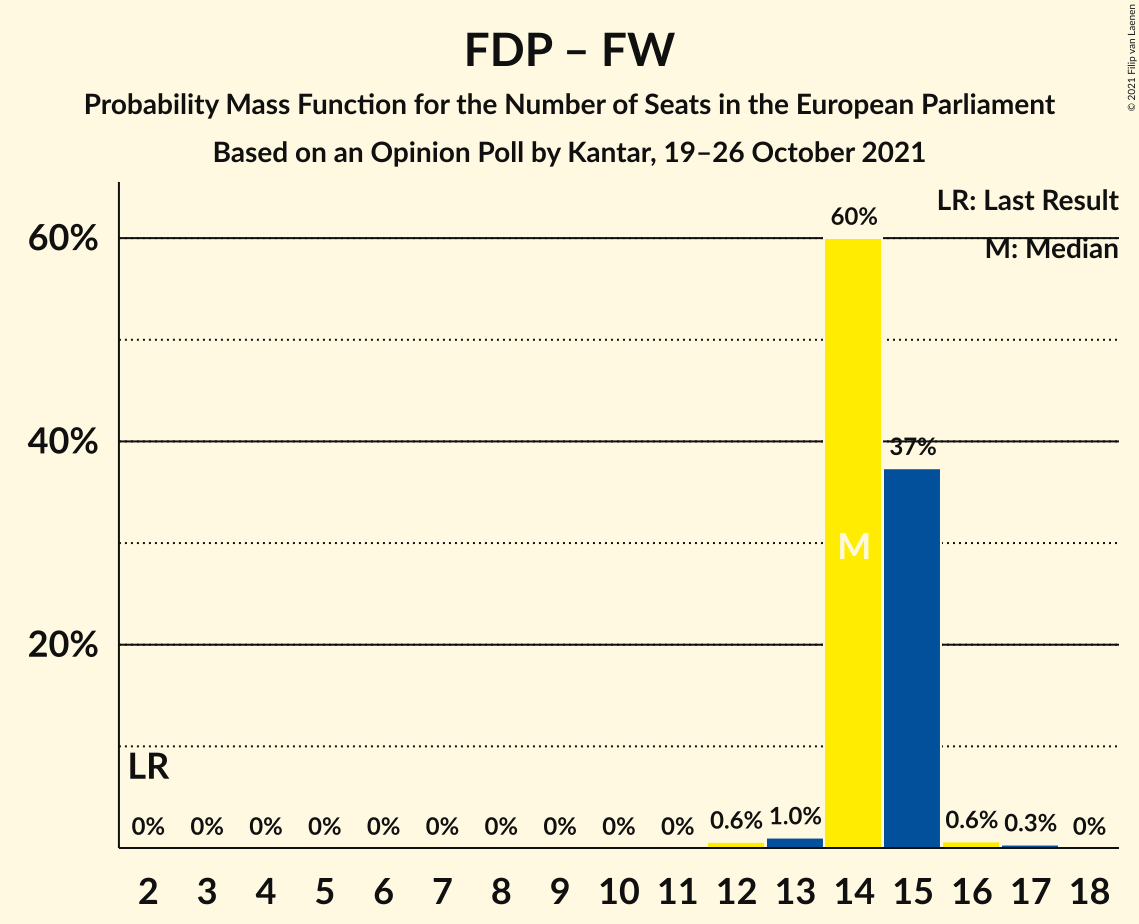 FDP – FW
Probability Mass Function for the Number of Seats in the European Parliament
Based on an Opinion Poll by Kantar, 19–26 October 2021
© 2021 Filip van Laenen
LR: Last Result
M: Median
60%
40%
20%
LR
M
0% 0% 0% 0% 0% 0% 0% 0% 0% 0% 0.6% 1.0% 60% 37% 0.6% 0.3% 0%
2 3 4 5 6 7 8 9 10 11 12 13 14 15 16 17 18